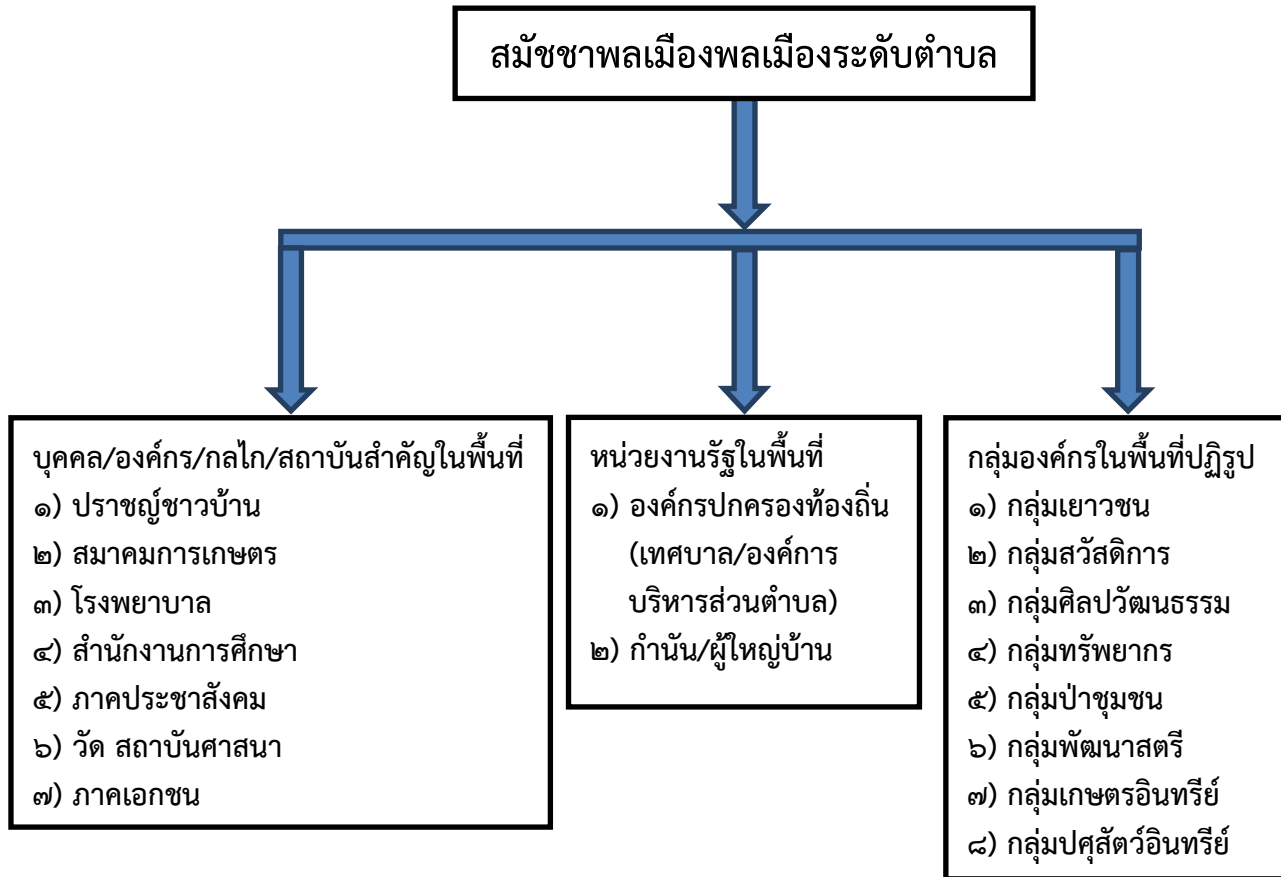 สมัชชาพลเมืองพลเมืองระดับตำบล
บุคคล/องค์กร/กลไก/สถาบันสำคัญในพื้นที่
๑) ปราชญ์ชาวบ้าน
๒) สมาคมการเกษตร
๓) โรงพยาบาล
๔) สำนักงานการศึกษา
๕) ภาคประชาสังคม
๖) วัด สถาบันศาสนา
๗) ภาคเอกชน
หน่วยงานรัฐในพื้นที่
๑) องค์กรปกครองท้องถิ่น
(เทศบาล/องค์การ
บริหารส่วนตำบล)
๒) กำนัน/ผู้ใหญ่บ้าน
กลุ่มองค์กรในพื้นที่ปฏิรูป
๑) กลุ่มเยาวชน
๒) กลุ่มสวัสดิการ
๓) กลุ่มศิลปวัฒนธรรม
๔) กลุ่มทรัพยากร
๕) กลุ่มป่าชุมชน
๖) กลุ่มพัฒนาสตรี
๗) กลุ่มเกษตรอินทรีย์
๘) กลุ่มปศุสัตว์อินทรีย์